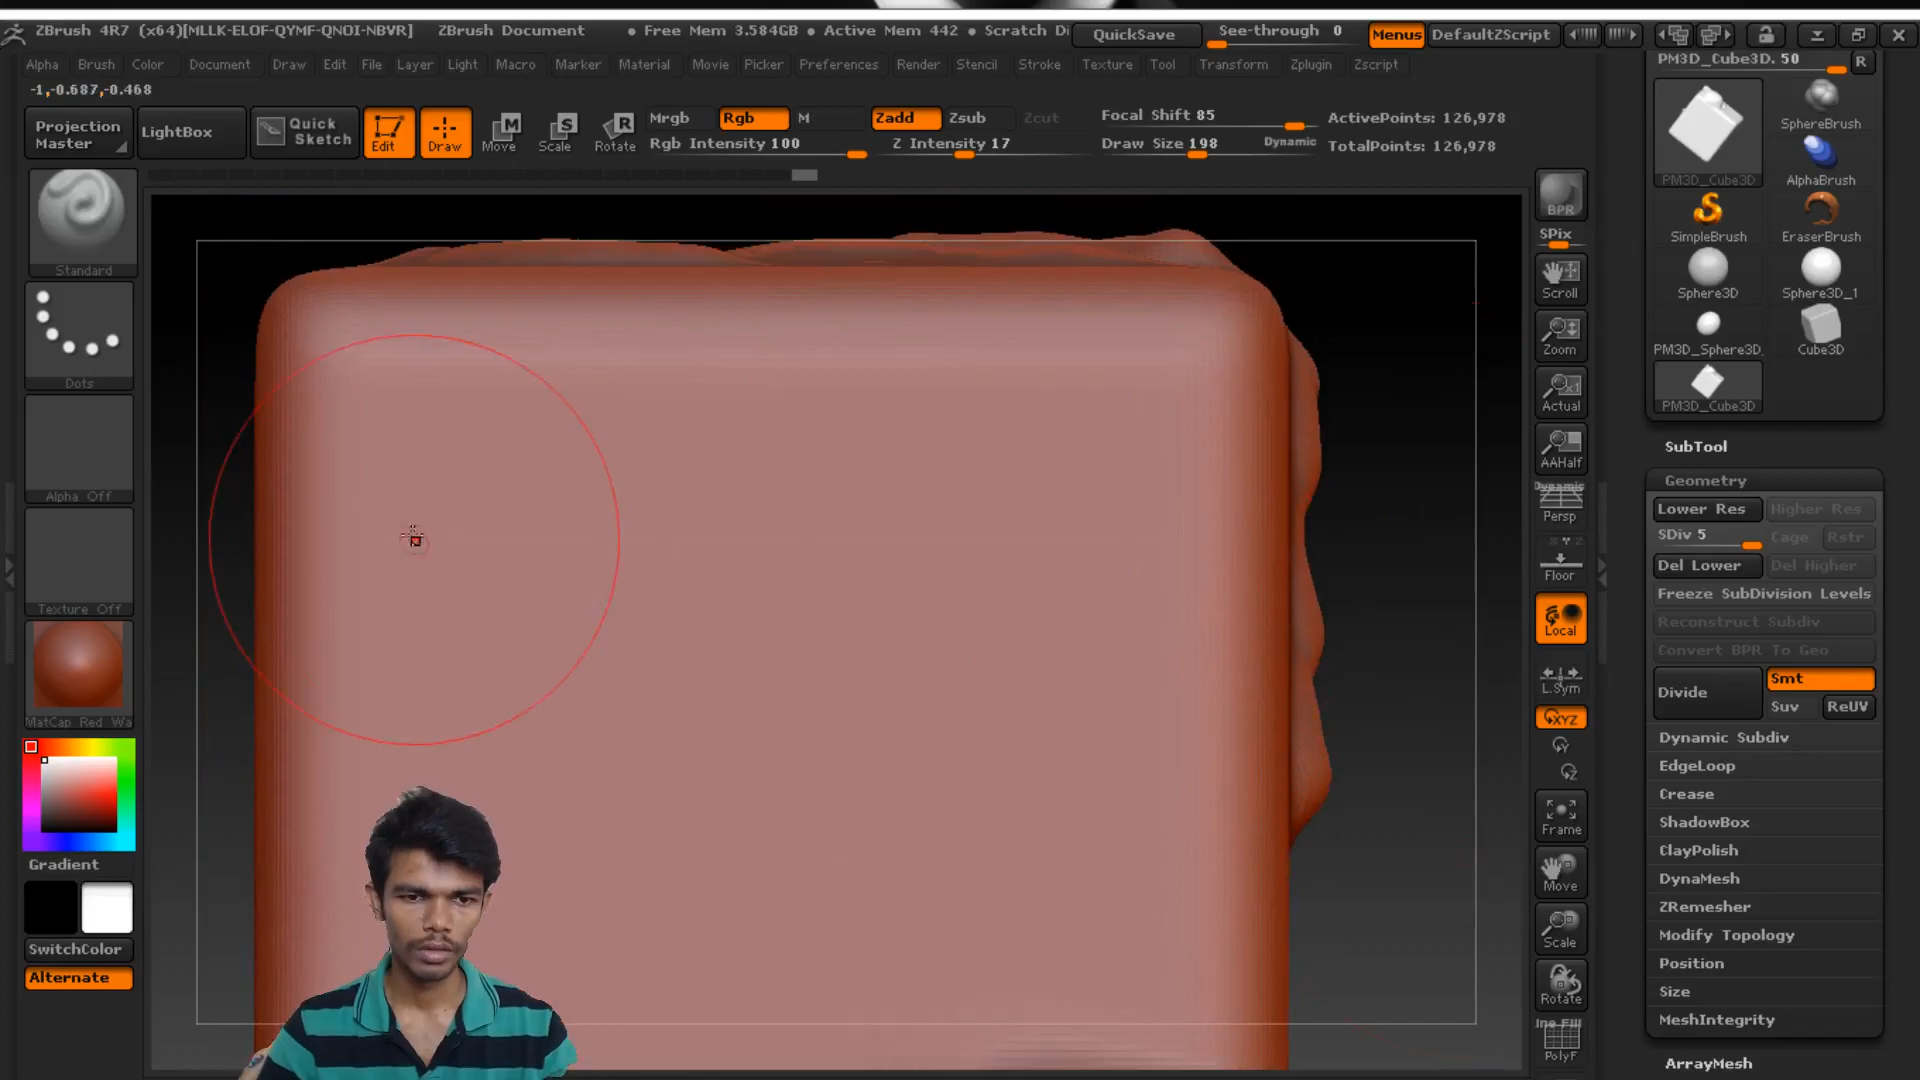 ZBrush 4R7 (x64)[MLLK-ELOF-QYMF-QNOI-NBVR] ZBrush Document • Free Mem 3.584GB • Active Mem 442 • Scratch Di QuickSave See-through 0 Menus DefaultZScript
Alpha Brush Color Document Draw Edit File Layer Light Macro Marker Material Movie Picker Preferences Render Stencil Stroke Texture Tool Transform Zplugin Zscript
-1,-0.687,-0.468
Projection Master
LightBox
Quick Sketch
Edit
Draw
Move
Scale
Rotate
Mrgb Rgb M
Rgb Intensity 100
Zadd Zsub Zcut
Z Intensity 17
Focal Shift 85
Draw Size 198 Dynamic
ActivePoints: 126,978
TotalPoints: 126,978
Standard
Dots
Alpha Off
Texture Off
MatCap Red Wa
Gradient
SwitchColor
Alternate
BPR
SPix
Scroll
Zoom
Actual
AAHalf
Dynamic
Persp
Floor
Local
L.Sym
XYZ
Frame
Move
Scale
Rotate
PolyF
PM3D_Cube3D. 50 R
PM3D_Cube3D
SphereBrush
AlphaBrush
SimpleBrush
EraserBrush
Sphere3D
Sphere3D_1
PM3D_Sphere3D_
Cube3D
PM3D_Cube3D
SubTool
Geometry
Lower Res Higher Res
SDiv 5 Cage Rstr
Del Lower Del Higher
Freeze SubDivision Levels
Reconstruct Subdiv
Convert BPR To Geo
Divide Smt
Suv ReUV
Dynamic Subdiv
EdgeLoop
Crease
ShadowBox
ClayPolish
DynaMesh
ZRemesher
Modify Topology
Position
Size
MeshIntegrity
ArrayMesh